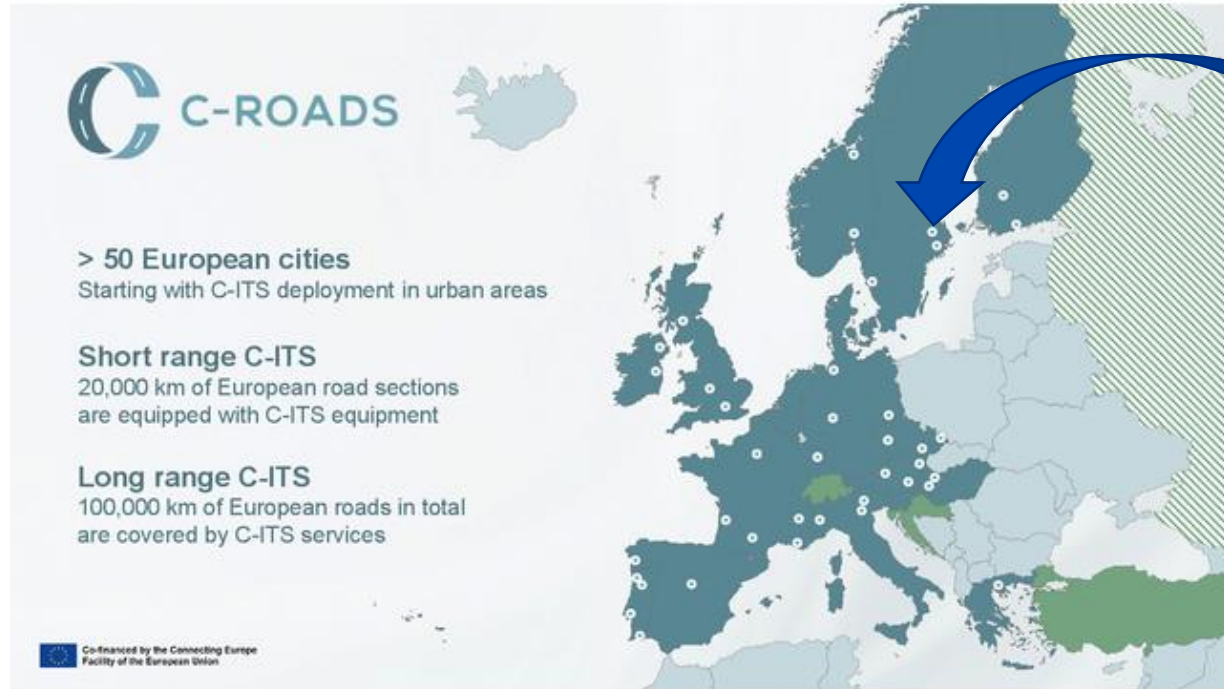 C-ROADS
> 50 European cities
Starting with C-ITS deployment in urban areas
Short range C-ITS
20,000 km of European road sections
are equipped with C-ITS equipment
Long range C-ITS
100,000 km of European roads in total
are covered by C-ITS services
Co-financed by the Connecting Europe
Facility of the European Union